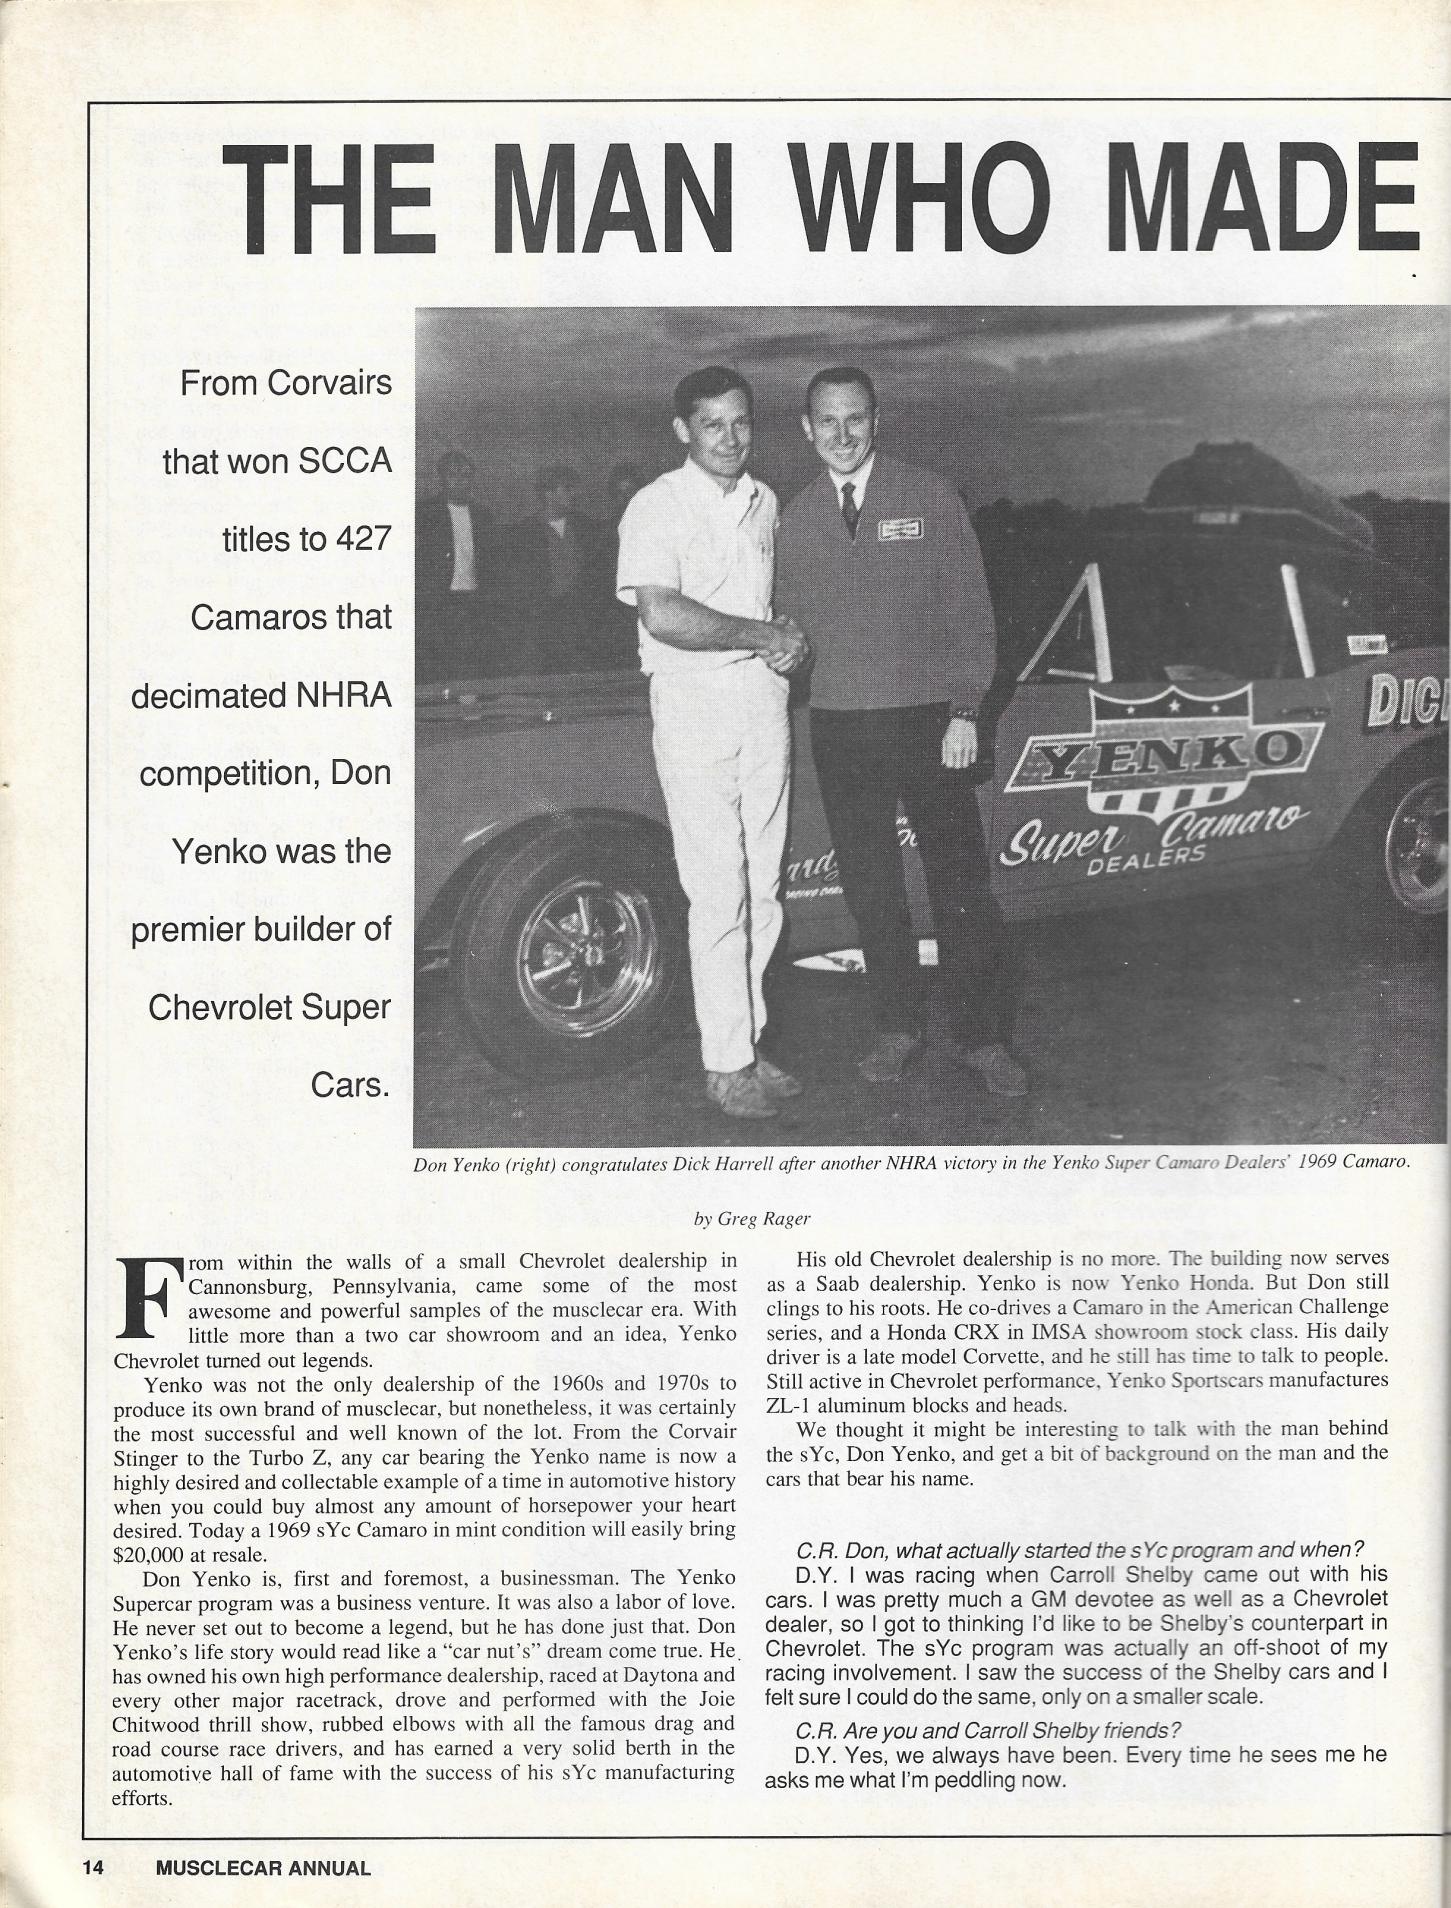 THE MAN WHO MADE
From Corvairs
that won SCCA
titles to 427
Camaros that
decimated NHRA
competition, Don
Yenko was the
premier builder of
Chevrolet Super
Cars.
YENKO
Super Camaro
DEALERS
DIC
Don Yenko (right) congratulates Dick Harrell after another NHRA victory in the Yenko Super Camaro Dealers' 1969 Camaro.
by Greg Rager
From within the walls of a small Chevrolet dealership in
Cannonsburg, Pennsylvania, came some of the most
awesome and powerful samples of the musclecar era. With
little more than a two car showroom and an idea, Yenko
Chevrolet turned out legends.
Yenko was not the only dealership of the 1960s and 1970s to
produce its own brand of musclecar, but nonetheless, it was certainly
the most successful and well known of the lot. From the Corvair
Stinger to the Turbo Z, any car bearing the Yenko name is now a
highly desired and collectable example of a time in automotive history
when you could buy almost any amount of horsepower your heart
desired. Today a 1969 sYc Camaro in mint condition will easily bring
$20,000 at resale.
Don Yenko is, first and foremost, a businessman. The Yenko
Supercar program was a business venture. It was also a labor of love.
He never set out to become a legend, but he has done just that. Don
Yenko's life story would read like a “car nut's” dream come true. He
has owned his own high performance dealership, raced at Daytona and
every other major racetrack, drove and performed with the Joie
Chitwood thrill show, rubbed elbows with all the famous drag and
road course race drivers, and has earned a very solid berth in the
automotive hall of fame with the success of his sYc manufacturing
efforts.
His old Chevrolet dealership is no more. The building now serves
as a Saab dealership. Yenko is now Yenko Honda. But Don still
clings to his roots. He co-drives a Camaro in the American Challenge
series, and a Honda CRX in IMSA showroom stock class. His daily
driver is a late model Corvette, and he still has time to talk to people.
Still active in Chevrolet performance, Yenko Sportscars manufactures
ZL-1 aluminum blocks and heads.
We thought it might be interesting to talk with the man behind
the sYc, Don Yenko, and get a bit of background on the man and the
cars that bear his name.
C.R. Don, what actually started the sYc program and when?
D.Y. I was racing when Carroll Shelby came out with his
cars. I was pretty much a GM devotee as well as a Chevrolet
dealer, so I got to thinking I'd like to be Shelby's counterpart in
Chevrolet. The sYc program was actually an off-shoot of my
racing involvement. I saw the success of the Shelby cars and I
felt sure I could do the same, only on a smaller scale.
C.R. Are you and Carroll Shelby friends?
D.Y. Yes, we always have been. Every time he sees me he
asks me what I'm peddling now.
14 MUSCLECAR ANNUAL